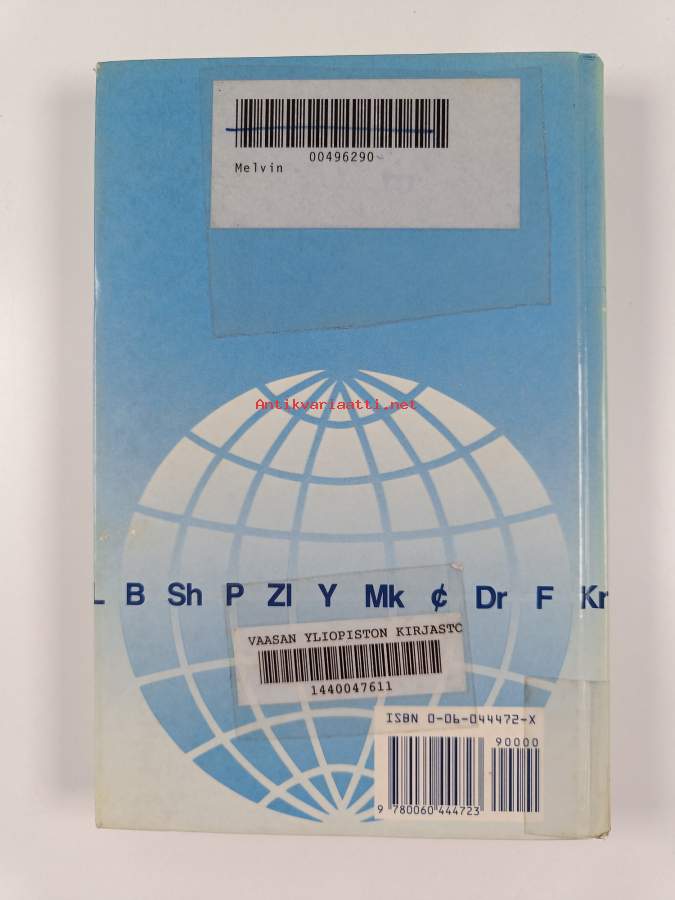 00496290
Melvin
Antikvariaatti.net
L B Sh P Zl Y Mk ¢ Dr F Kr
VAASAN YLIOPISTON KIRJASTO
1440047611
ISBN 0-06-044472-X
90000
9 780060 444723